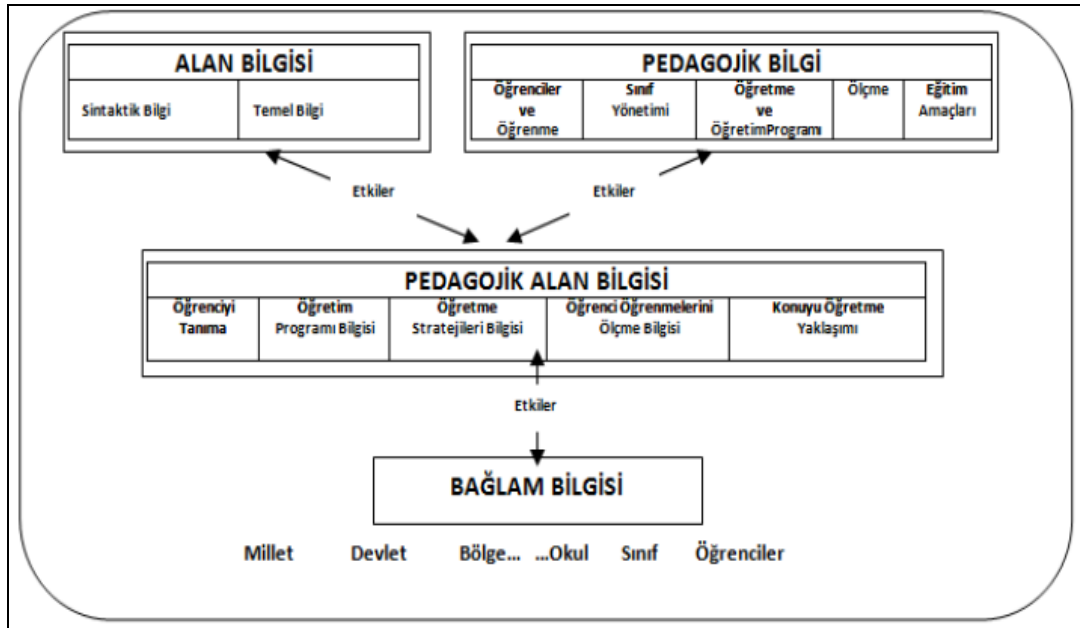 ALAN BİLGİSİ
Sintaktik Bilgi
Temel Bilgi
PEDAGOJİK BİLGİ
Öğrenciler
ve
Öğrenme
Sınıf
Yönetimi
Öğretme
ve
ÖğretimProgramı
Ölçme
Eğitim
Amaçları
Etkiler
Etkiler
PEDAGOJİK ALAN BİLGİSİ
Öğrenciyi
Tanıma
Öğretim
Programı Bilgisi
Öğretme
Stratejileri Bilgisi
Öğrenci Öğrenmelerini
Ölçme Bilgisi
Konuyu Öğretme
Yaklaşımı
Etkiler
BAĞLAM BİLGİSİ
Millet Devlet Bölge... ...Okul Sınıf Öğrenciler